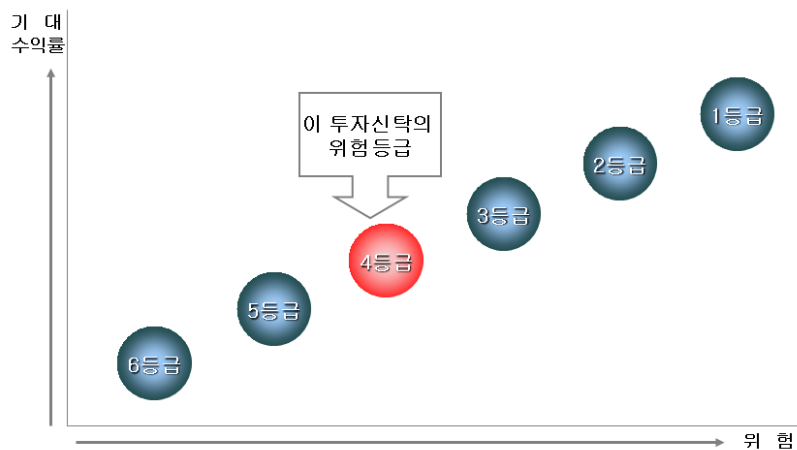 기 대
수익률
이 투자신탁의
위험등급
1등급
2등급
3등급
4등급
5등급
6등급
위 험